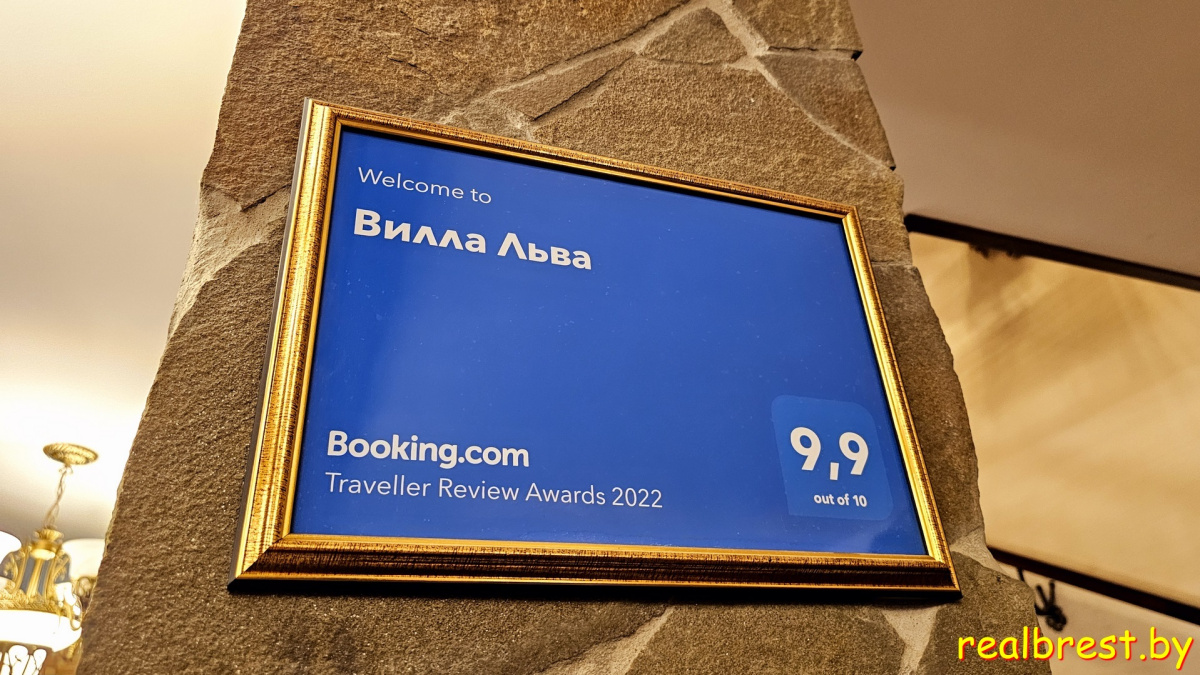 Welcome to
Вилла Льва
Booking.com
Traveller Review Awards 2022
9,9
out of 10
realbrest.by